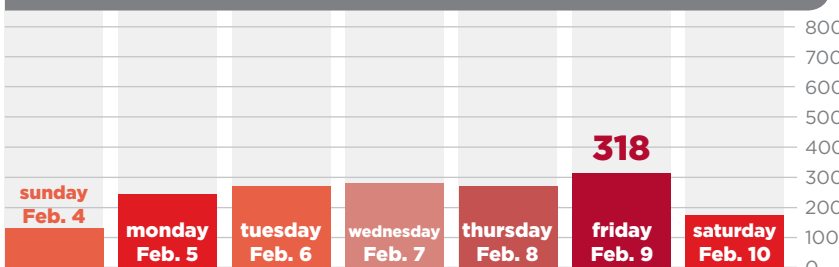 800
700
600
500
400
300
200
100
0
318
sunday
Feb. 4
monday
Feb. 5
tuesday
Feb. 6
wednesday
Feb. 7
thursday
Feb. 8
friday
Feb. 9
saturday
Feb. 10